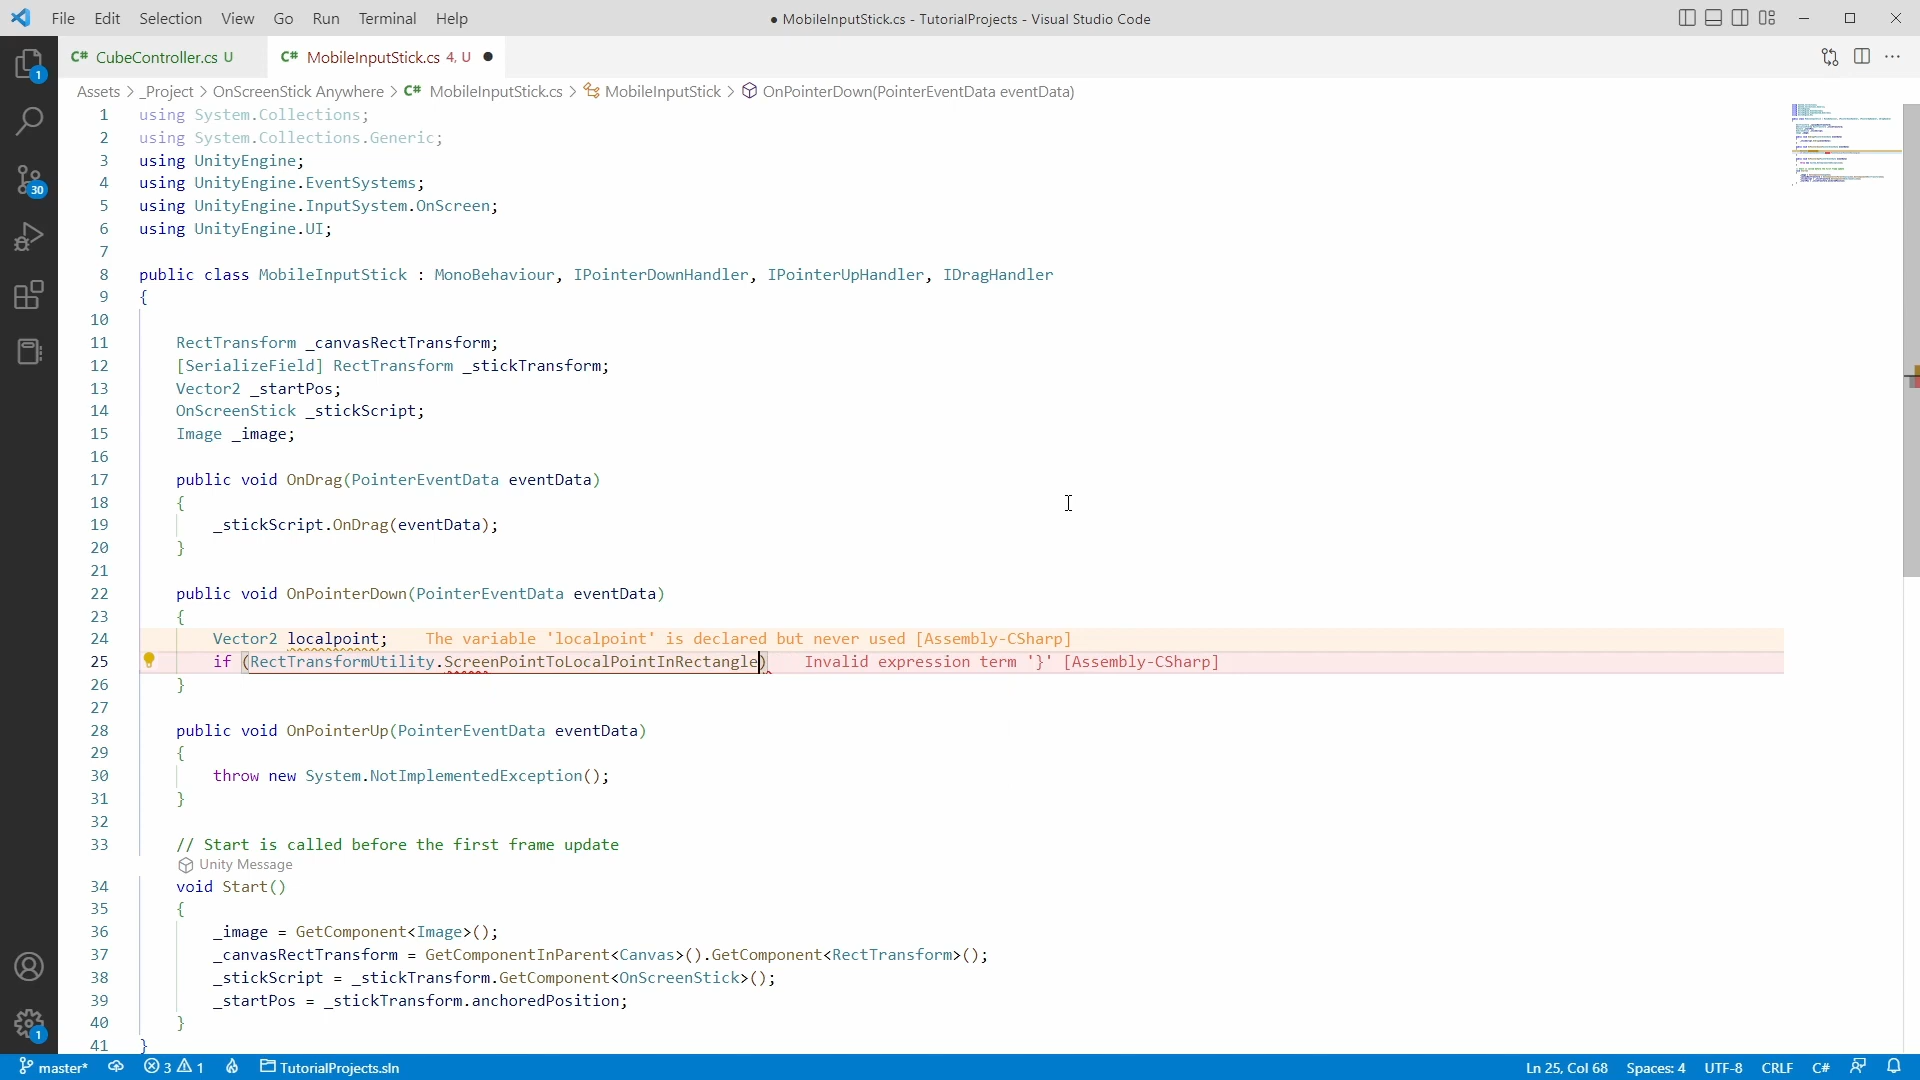 File Edit Selection View Go Run Terminal Help
● MobileInputStick.cs - TutorialProjects - Visual Studio Code
C# CubeController.cs U
C# MobileInputStick.cs 4, U ●
Assets > _Project > OnScreenStick Anywhere > C# MobileInputStick.cs > MobileInputStick > OnPointerDown(PointerEventData eventData)
1 using System.Collections;
2 using System.Collections.Generic;
3 using UnityEngine;
4 using UnityEngine.EventSystems;
5 using UnityEngine.InputSystem.OnScreen;
6 using UnityEngine.UI;
7
8 public class MobileInputStick : MonoBehaviour, IPointerDownHandler, IPointerUpHandler, IDragHandler
9 {
10
11 RectTransform _canvasRectTransform;
12 [SerializeField] RectTransform _stickTransform;
13 Vector2 _startPos;
14 OnScreenStick _stickScript;
15 Image _image;
16
17 public void OnDrag(PointerEventData eventData)
18 {
19 _stickScript.OnDrag(eventData);
20 }
21
22 public void OnPointerDown(PointerEventData eventData)
23 {
24 Vector2 localpoint; The variable 'localpoint' is declared but never used [Assembly-CSharp]
25 if (RectTransformUtility.ScreenPointToLocalPointInRectangle) Invalid expression term '}' [Assembly-CSharp]
26 }
27
28 public void OnPointerUp(PointerEventData eventData)
29 {
30 throw new System.NotImplementedException();
31 }
32
33 // Start is called before the first frame update
Unity Message
34 void Start()
35 {
36 _image = GetComponent<Image>();
37 _canvasRectTransform = GetComponentInParent<Canvas>().GetComponent<RectTransform>();
38 _stickScript = _stickTransform.GetComponent<OnScreenStick>();
39 _startPos = _stickTransform.anchoredPosition;
40 }
41 }
1
30
1
master* 3 1 TutorialProjects.sln
Ln 25, Col 68 Spaces: 4 UTF-8 CRLF C#